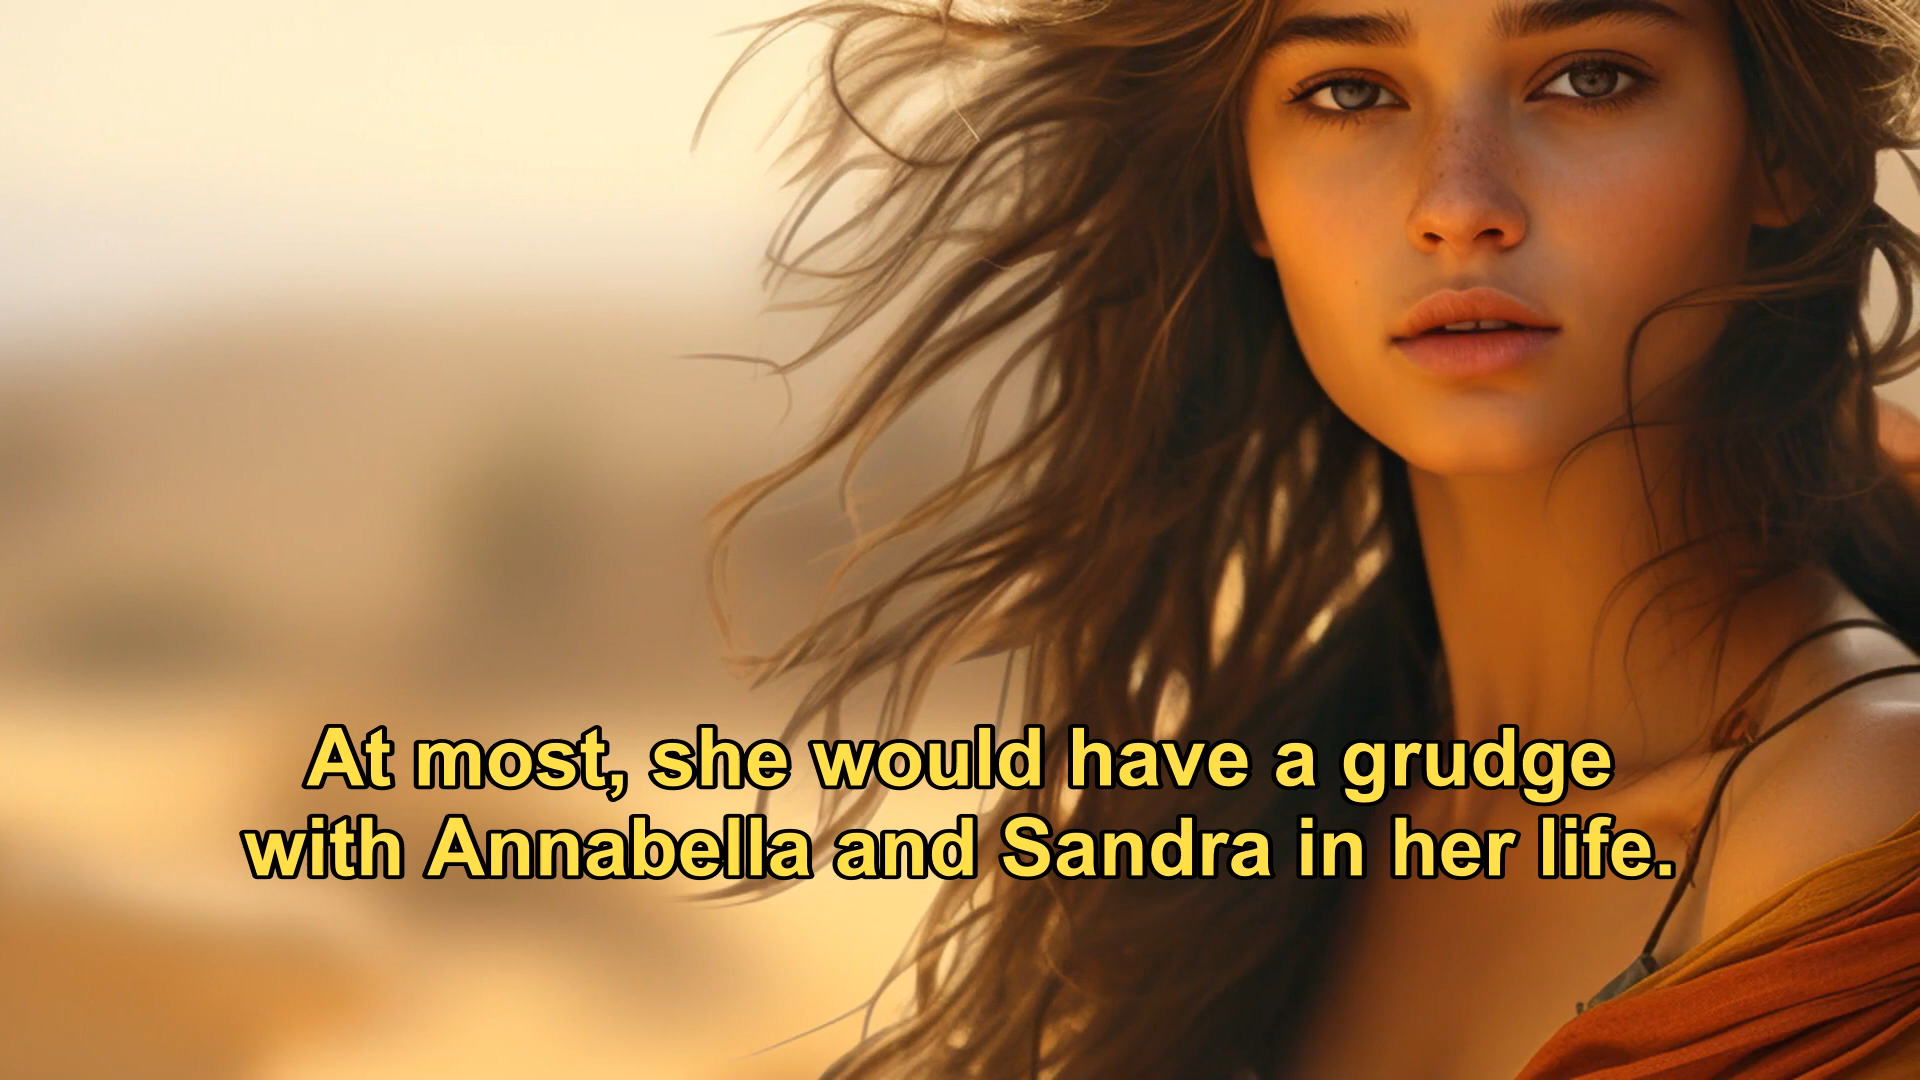 At most, she would have a grudge
with Annabella and Sandra in her life.